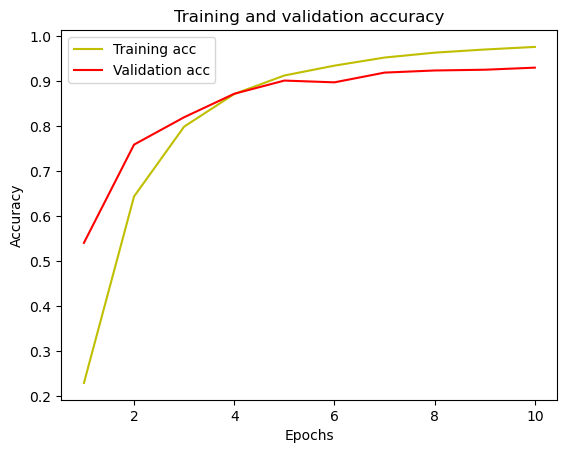 Training and validation accuracy
Training acc
Validation acc
1.0
0.9
0.8
0.7
0.6
0.5
0.4
0.3
0.2
Accuracy
2 4 6 8 10
Epochs